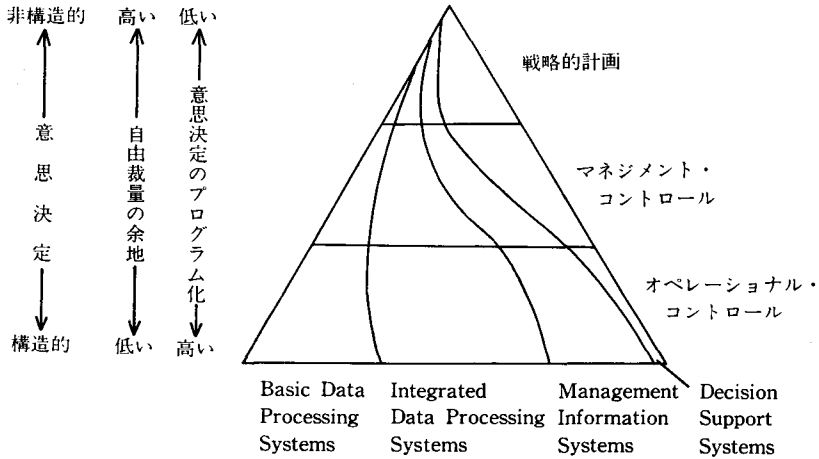 非構造的
高い
低い
意思決定
自由裁量の余地
意思決定のプログラム化
構造的
低い
高い
戦略的計画
マネジメント・
コントロール
オペレーショナル・
コントロール
Basic Data
Processing
Systems
Integrated
Data Processing
Systems
Management
Information
Systems
Decision
Support
Systems